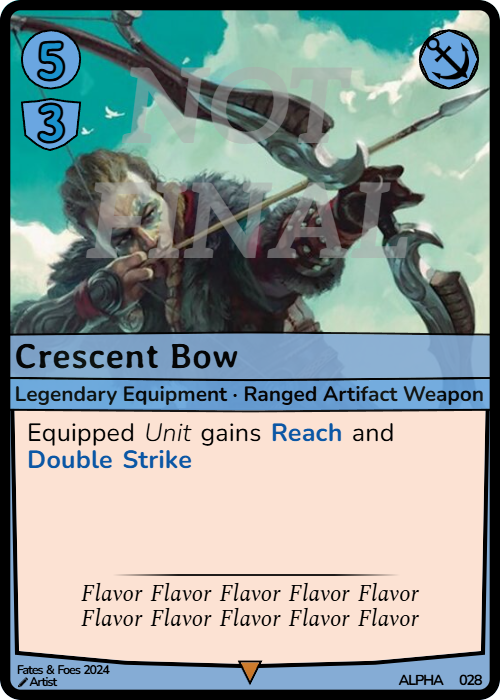 5
3
NOT
FINAL
Crescent Bow
Legendary Equipment · Ranged Artifact Weapon
Equipped Unit gains Reach and
Double Strike
Flavor Flavor Flavor Flavor Flavor
Flavor Flavor Flavor Flavor Flavor
Fates & Foes 2024
Artist
ALPHA 028